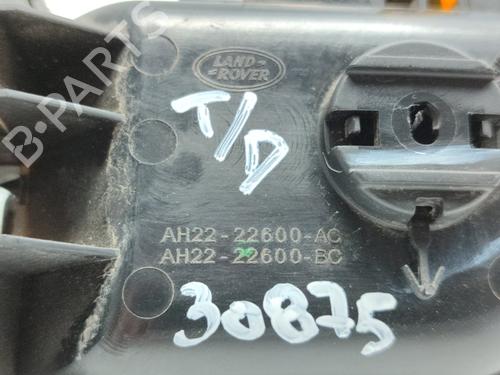 LAND-
-ROVER
T/D
B-PARTS
AH22-22600-AC
AH22-22600-BC
30875